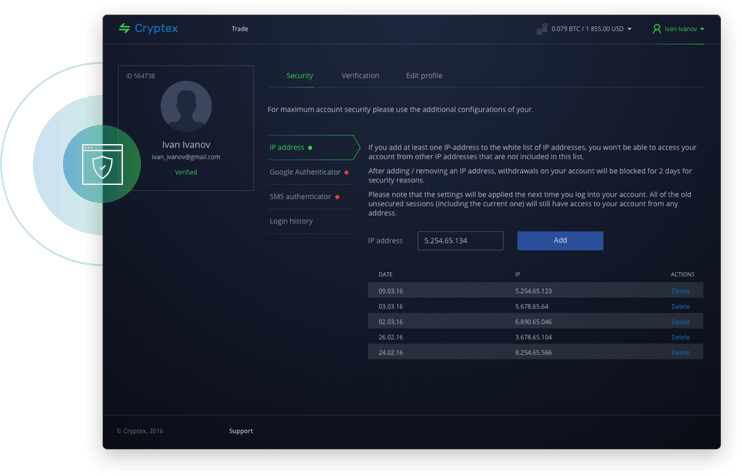 Cryptex
Trade
0.079 BTC / 1 855.00 USD
Ivan Ivanov
ID 564738
Ivan Ivanov
ivan_ivanov@gmail.com
Verified
Security
Verification
Edit profile
For maximum account security please use the additional configurations of your.
IP address
Google Authenticator
SMS authenticator
Login history
If you add at least one IP-address to the white list of IP addresses, you won't be able to access your
account from other IP addresses that are not included in this list.
After adding / removing an IP address, withdrawals on your account will be blocked for 2 days for
security reasons.
Please note that the settings will be applied the next time you log into your account. All of the old
unsecured sessions (including the current one) will still have access to your account from any
address.
IP address
5.254.65.134
Add
DATE IP ACTIONS
09.03.16 5.254.65.123 Delete
03.03.16 5.678.65.64 Delete
02.03.16 6.890.65.046 Delete
26.02.16 3.678.65.104 Delete
24.02.16 8.254.65.566 Delete
© Cryptex, 2016
Support